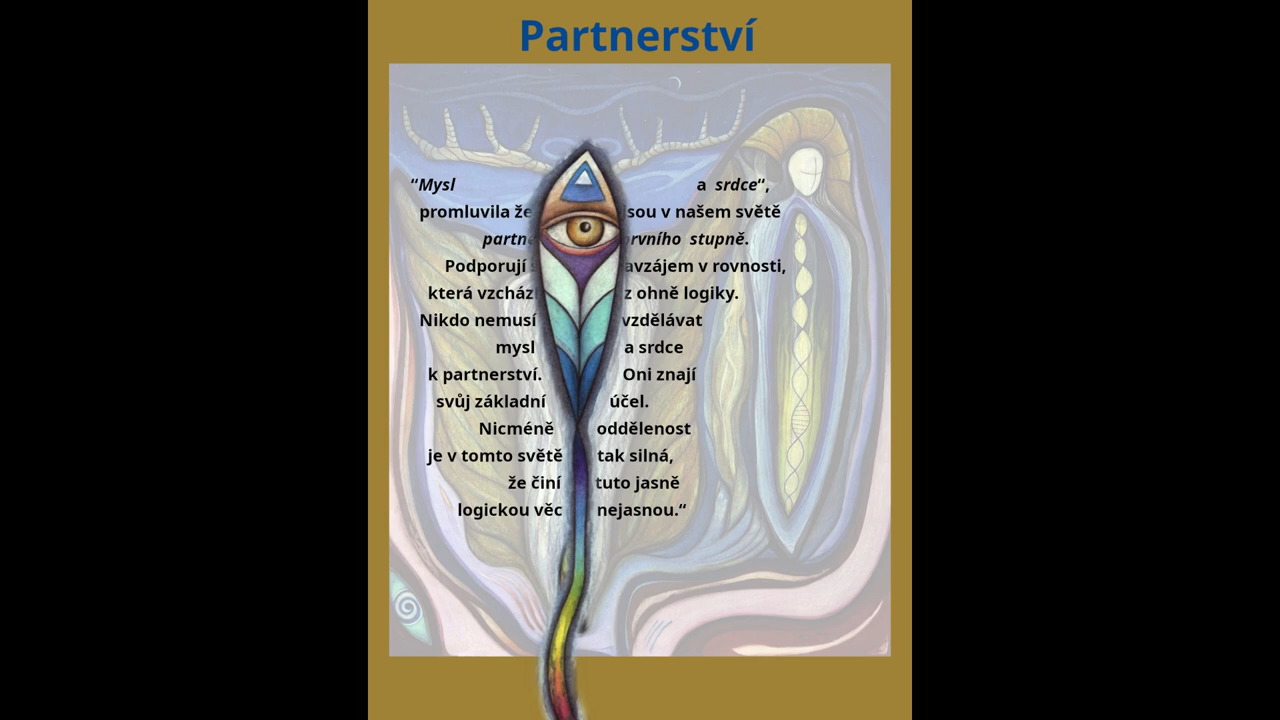 Partnerství
“Mysl a srdce“,
promluvila že v našem světě
stupně.
Podporují v rovnosti,
která z ohně logiky.
Nikdo nemusí vzdělávat
mysl a srdce
k partnerství. Oni znají
svůj základní účel.
Nicméně oddělenost
je v tomto světě tak silná,
že činí tuto jasně
logickou věc nejasnou.“